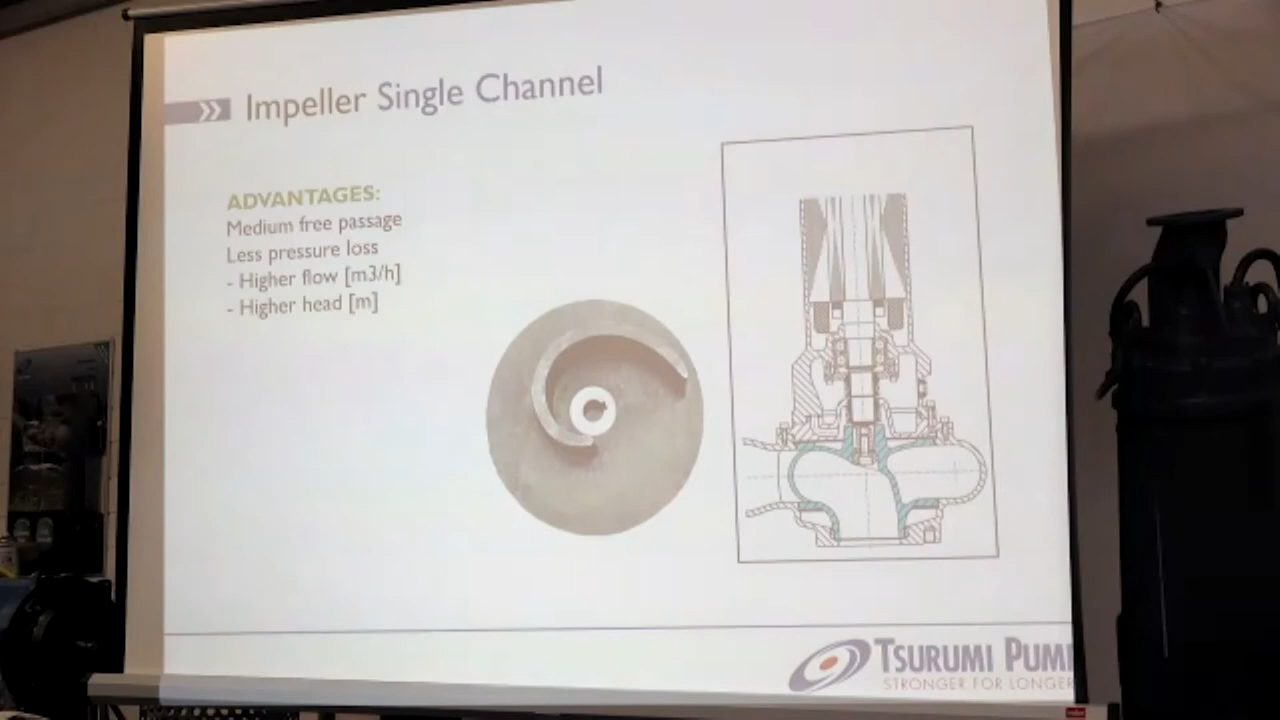 Impeller Single Channel
ADVANTAGES:
Medium free passage
Less pressure loss
- Higher flow [m3/h]
- Higher head [m]
TSURUMI PUM
STRONGER FOR LONGER